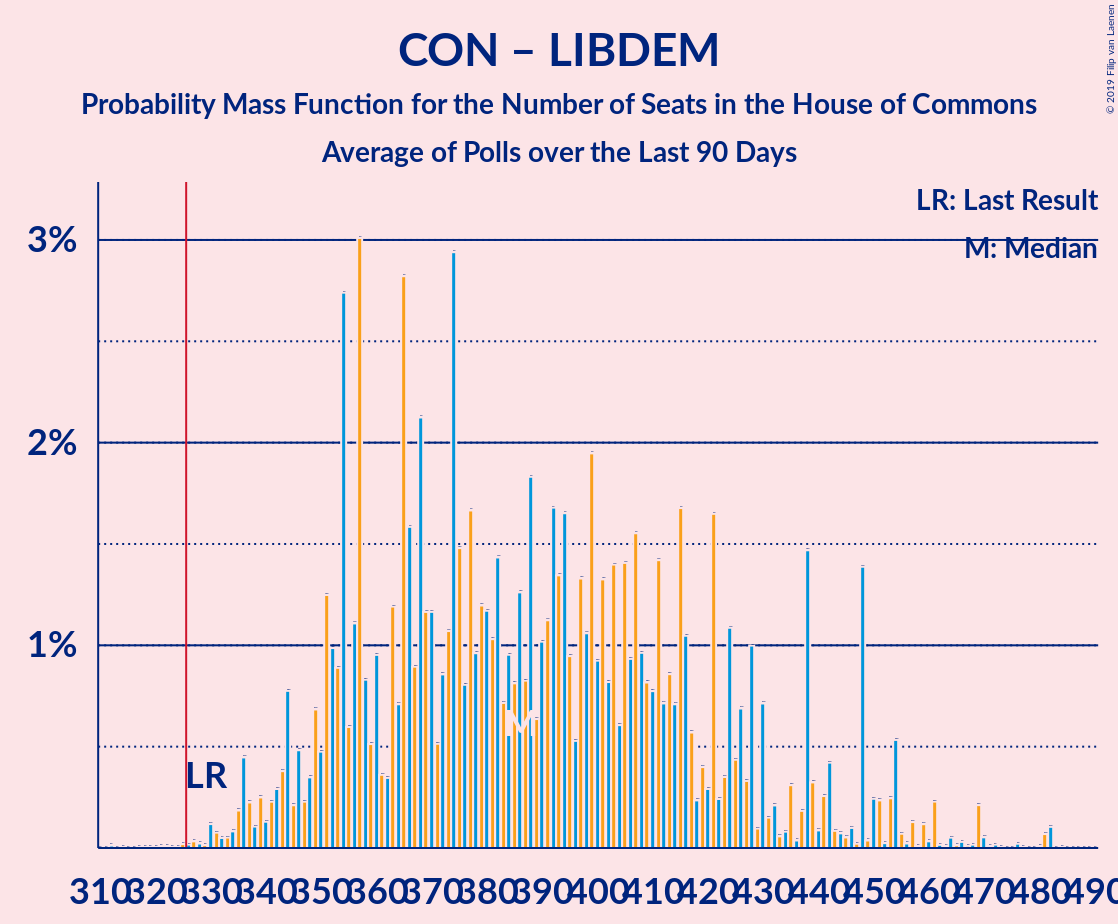 CON – LIBDEM
Probability Mass Function for the Number of Seats in the House of Commons
Average of Polls over the Last 90 Days
© 2019 Filip van Laenen
LR: Last Result
M: Median
3%
2%
1%
LR
M
310 320 330 340 350 360 370 380 390 400 410 420 430 440 450 460 470 480 490